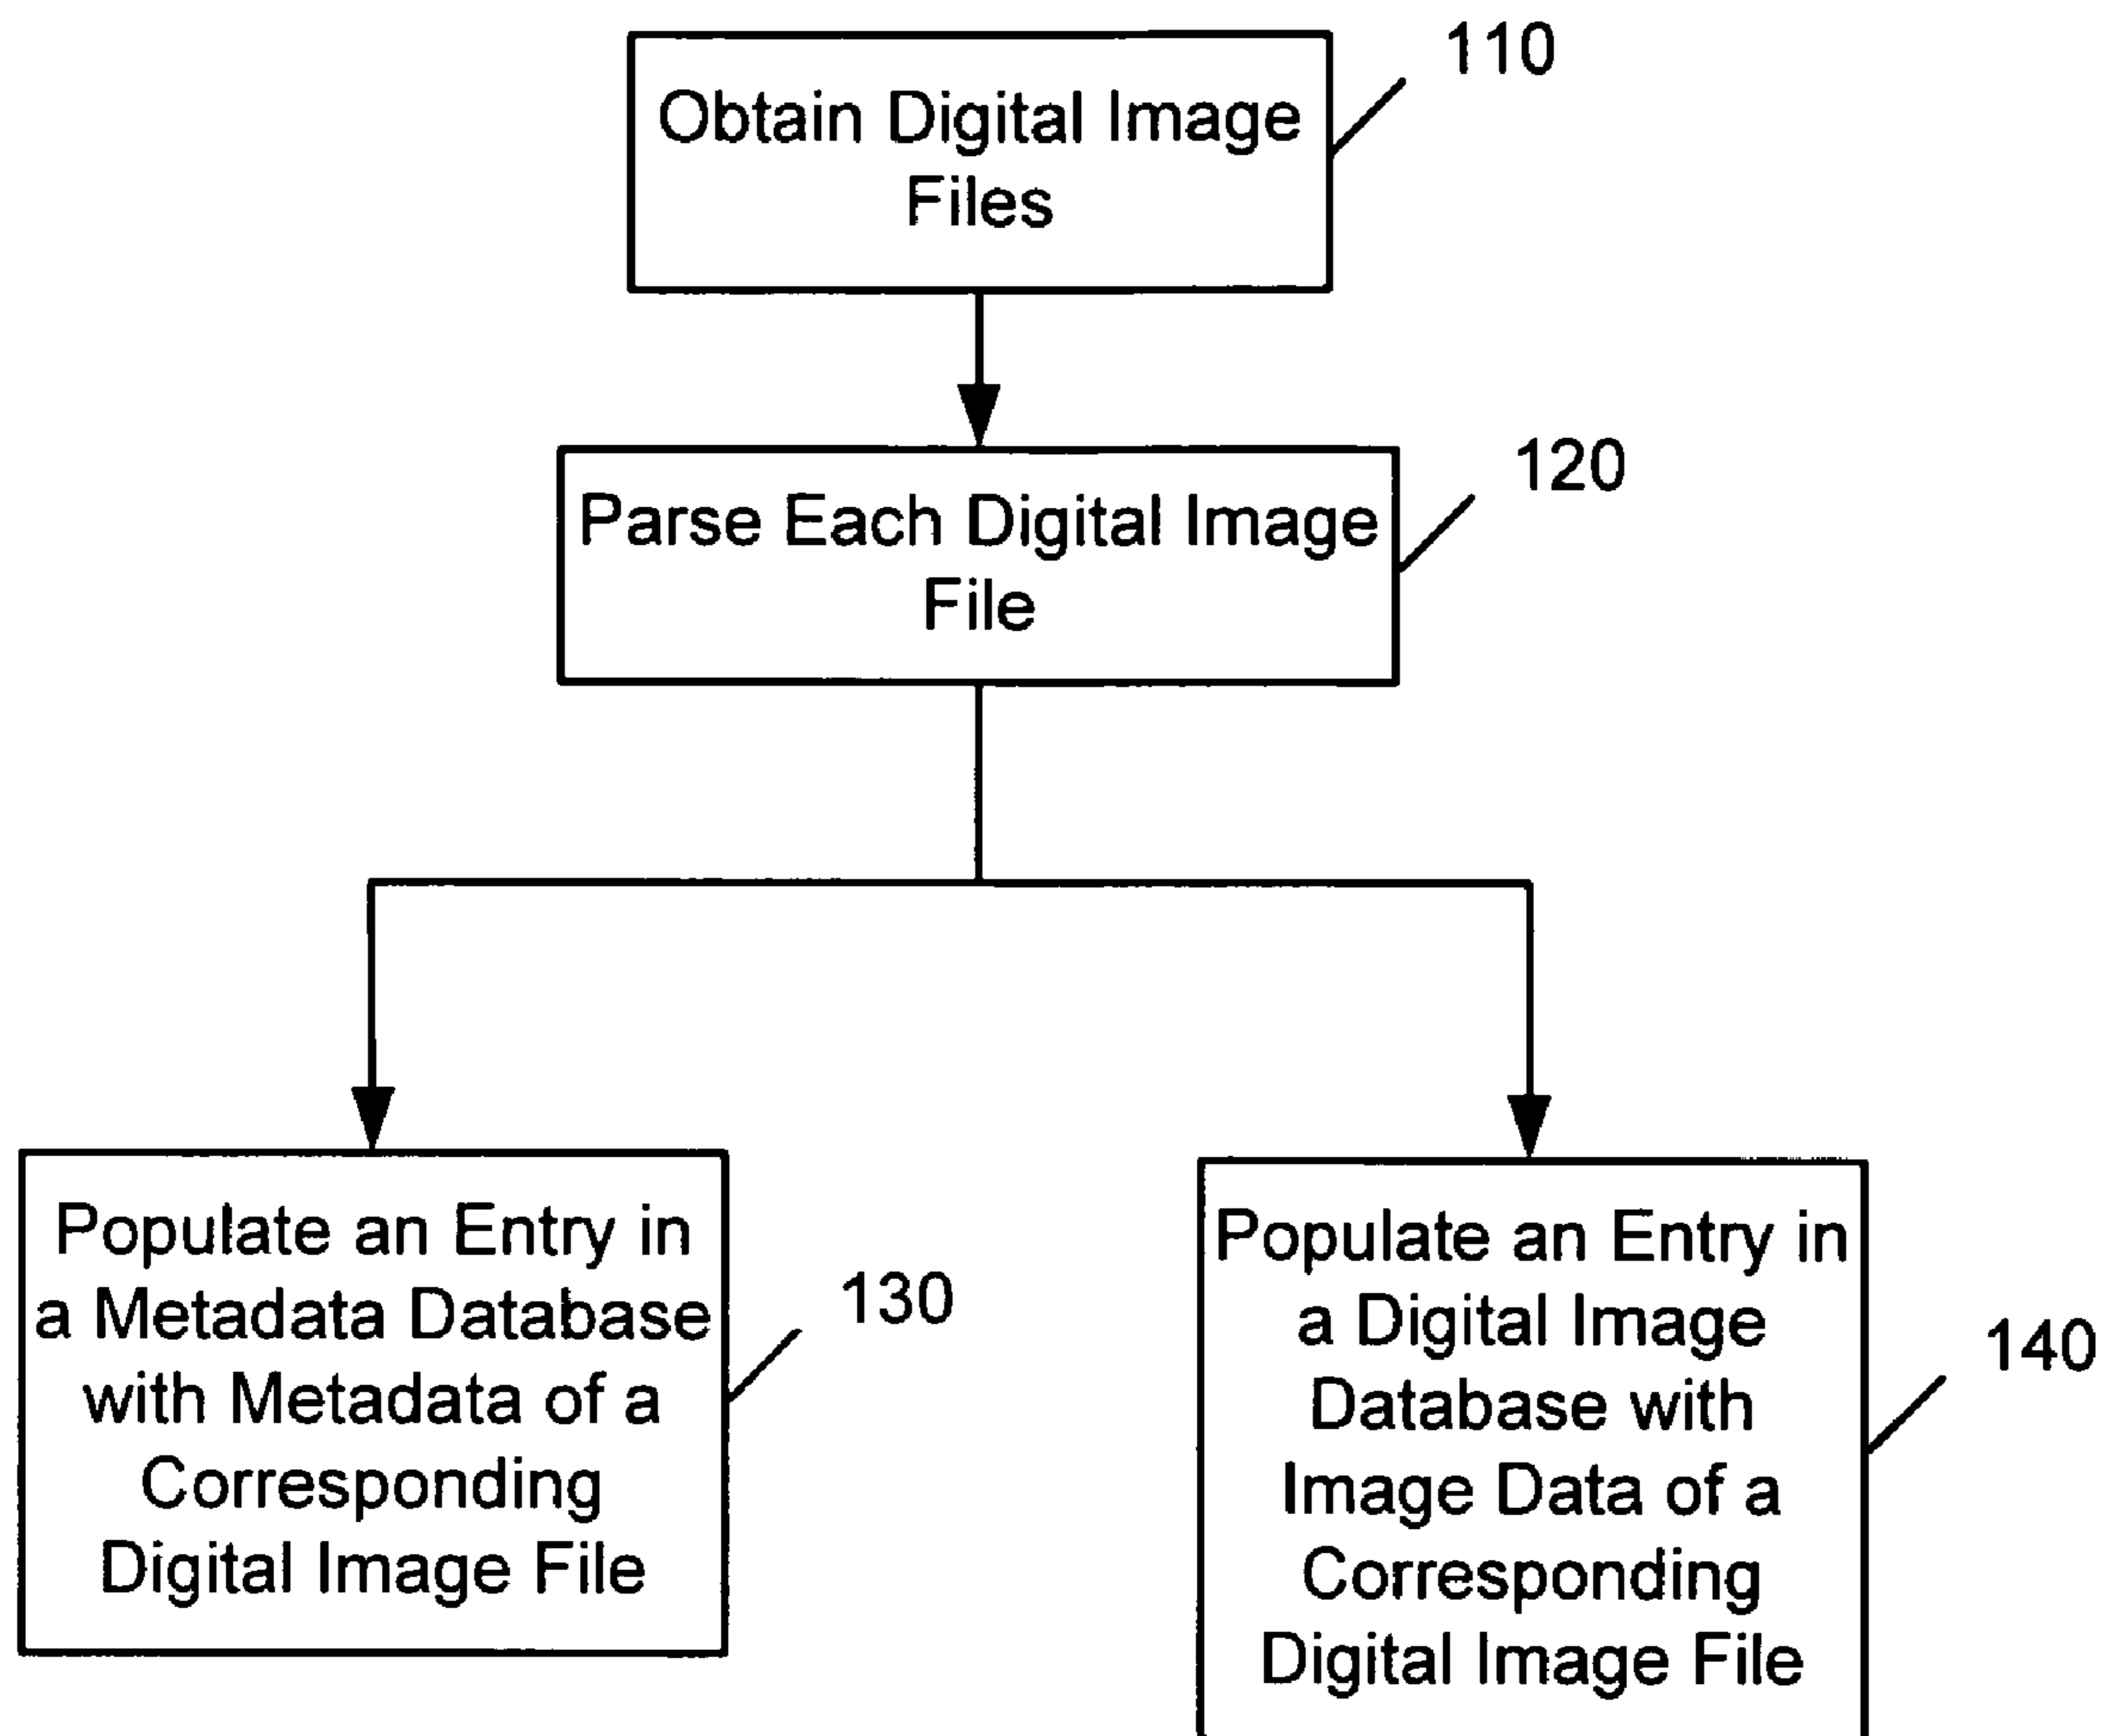 110
Obtain Digital Image
Files
120
Parse Each Digital Image
File
Populate an Entry in
a Metadata Database
with Metadata of a
Corresponding
Digital Image File
130
Populate an Entry in
a Digital Image
Database with
Image Data of a
Corresponding
Digital Image File
140